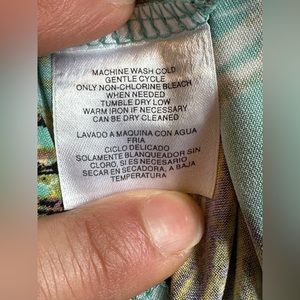 MACHINE WASH COLD
GENTLE CYCLE
ONLY NON-CHLORINE BLEACH
WHEN NEEDED
TUMBLE DRY LOW
WARM IRON IF NECESSARY
CAN BE DRY CLEANED
LAVADO A MAQUINA CON AGUA
FRIA
CICLO DELICADO
SOLAMENTE BLANQUEADOR SIN
CLORO, SI ES NECESARIO
SECAR EN SECADORA, A BAJA
TEMPERATURA